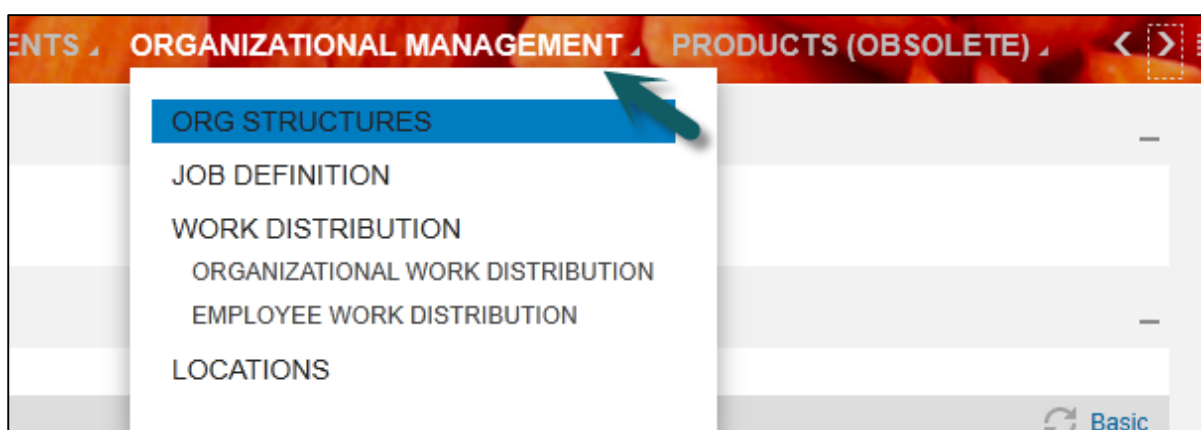 ENTS ORGANIZATIONAL MANAGEMENT PRODUCTS (OBSOLETE)
ORG STRUCTURES
JOB DEFINITION
WORK DISTRIBUTION
ORGANIZATIONAL WORK DISTRIBUTION
EMPLOYEE WORK DISTRIBUTION
LOCATIONS
Basic